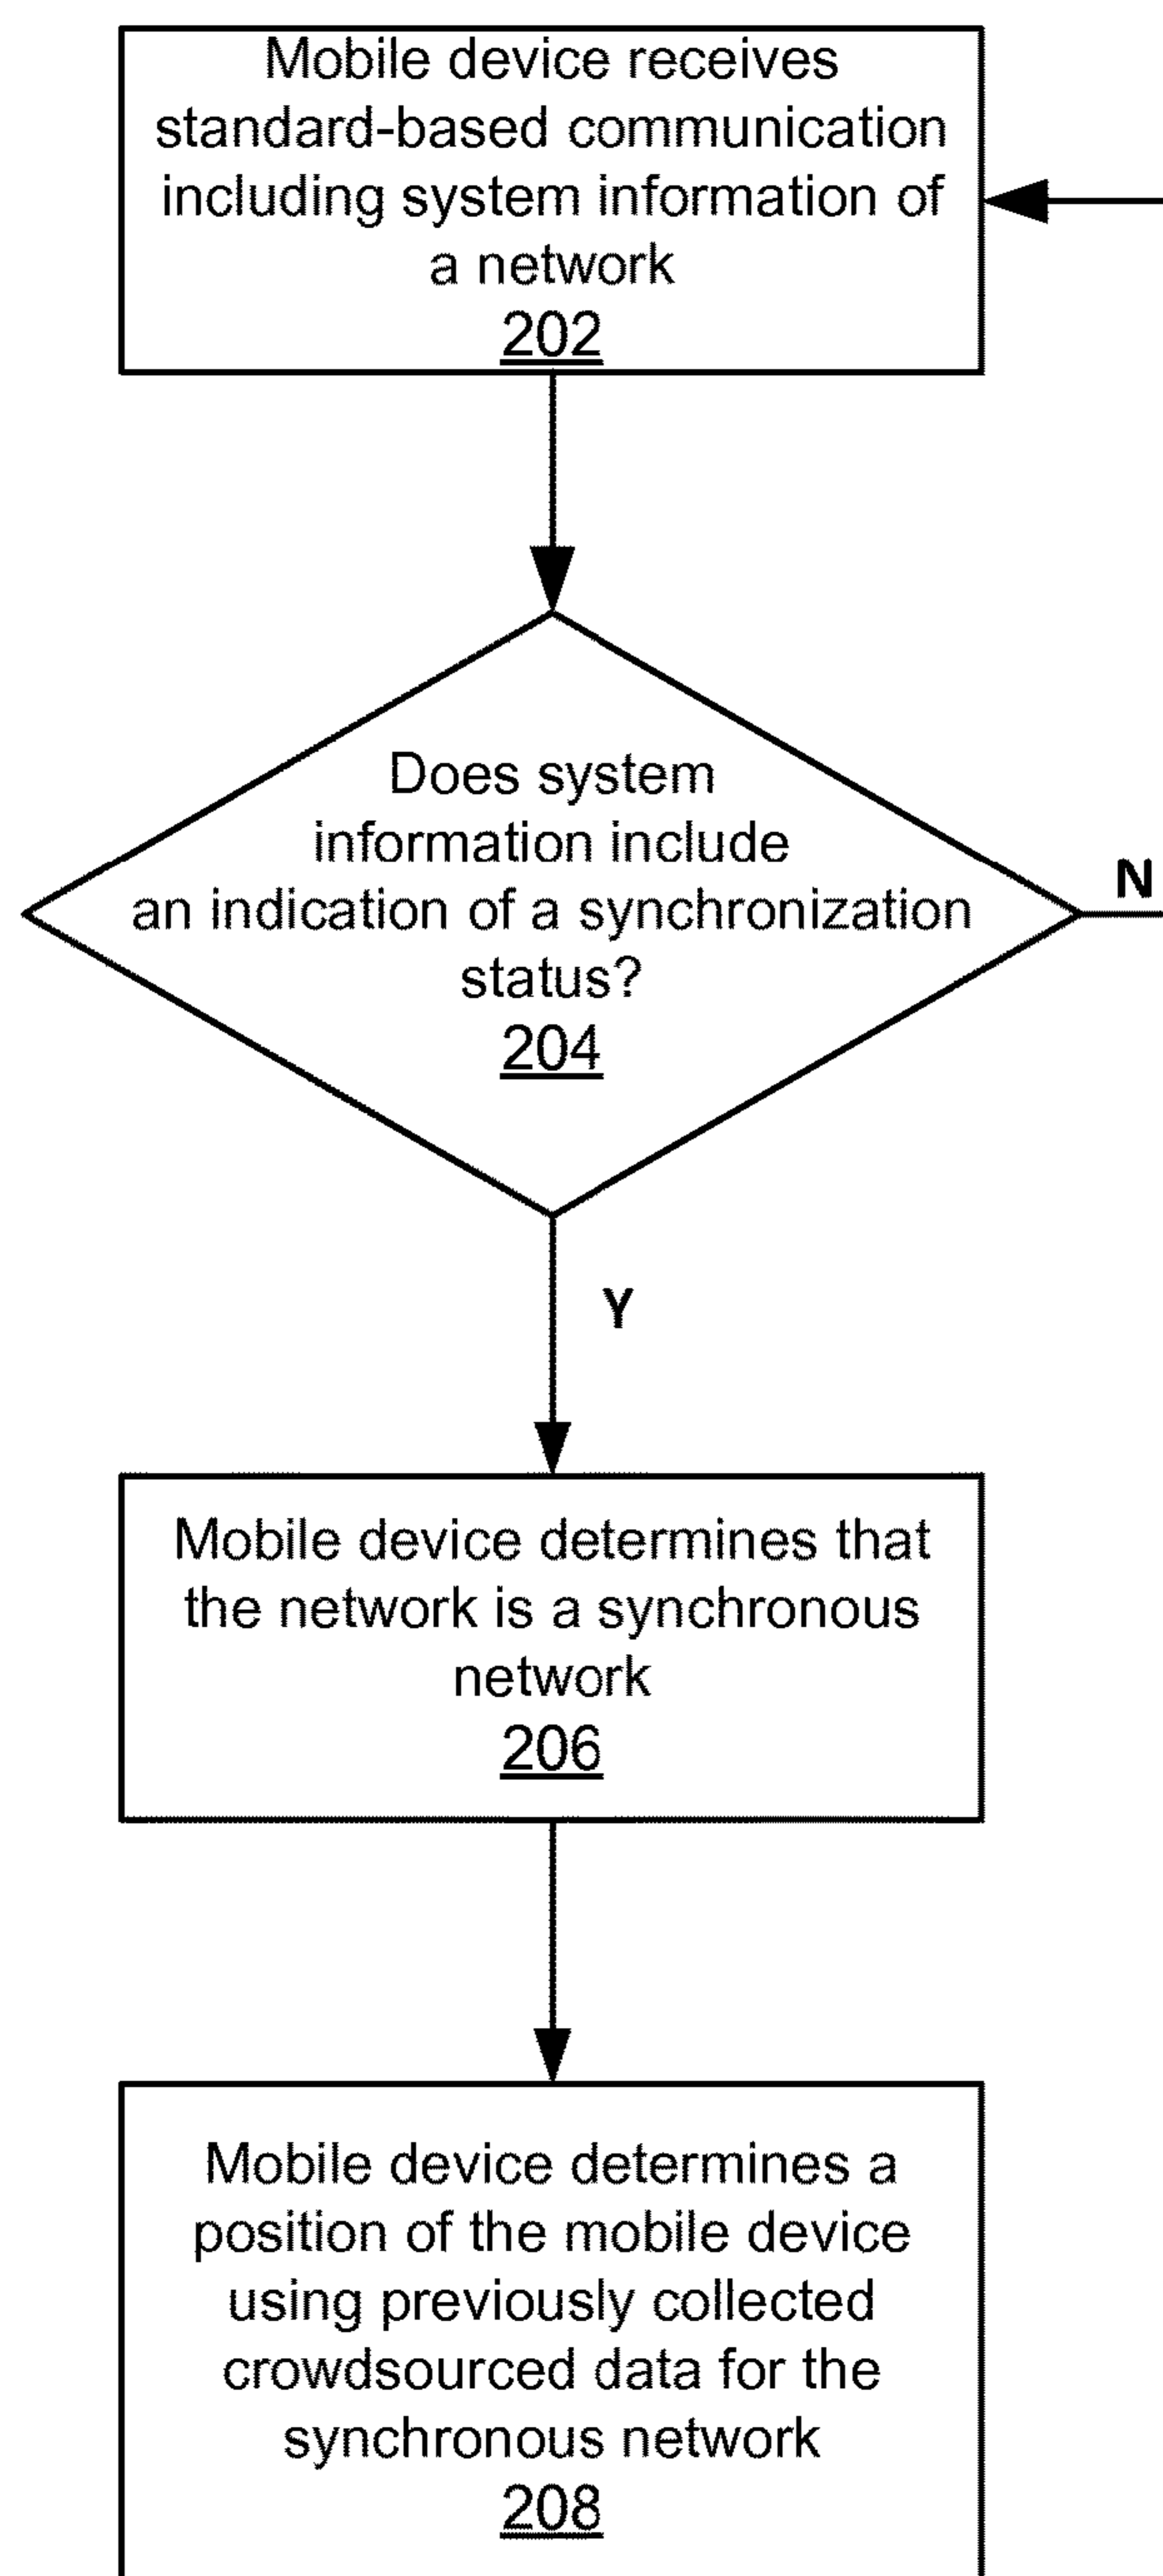 Mobile device receives
standard-based communication
including system information of
a network
202
Does system
information include
an indication of a synchronization
status?
204
N
Y
Mobile device determines that
the network is a synchronous
network
206
Mobile device determines a
position of the mobile device
using previously collected
crowdsourced data for the
synchronous network
208